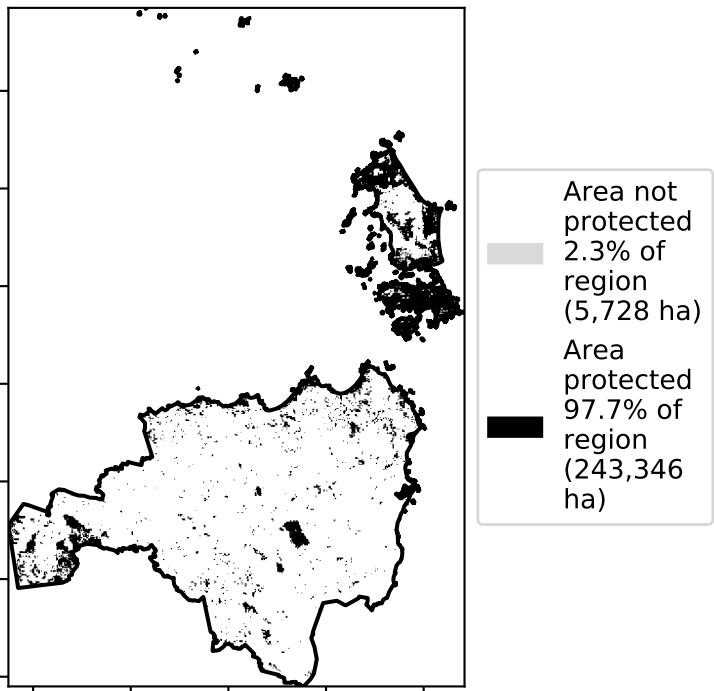 Area not
protected
2.3% of
region
(5,728 ha)
Area
protected
97.7% of
region
(243,346
ha)